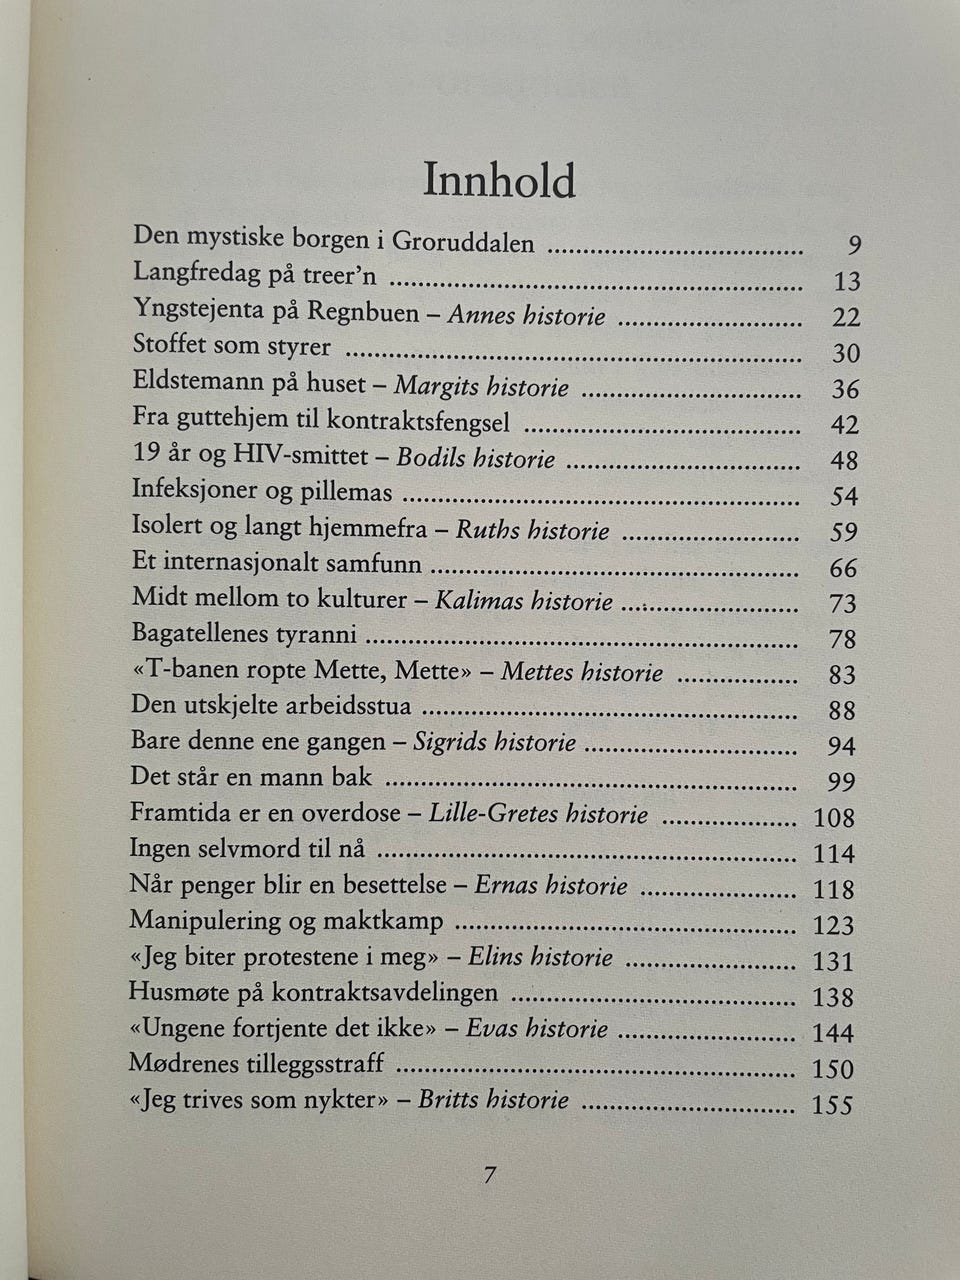 Innhold
Den mystiske borgen i Groruddalen ........................................ 9
Langfredag på treer’n ................................................................ 13
Yngstejenta på Regnbuen – Annes historie ............................. 22
Stoffet som styrer ....................................................................... 30
Eldstemann på huset – Margits historie .................................. 36
Fra guttehjem til kontraktsfengsel ........................................... 42
19 år og HIV-smittet – Bodils historie .................................... 48
Infeksjoner og pillemas .............................................................. 54
Isolert og langt hjemmefra – Ruths historie ............................ 59
Et internasjonalt samfunn .......................................................... 66
Midt mellom to kulturer – Kalimas historie ............................ 73
Bagatellenes tyranni .................................................................... 78
«T-banen ropte Mette, Mette» – Mettes historie ................... 83
Den utskjelte arbeidsstua ........................................................... 88
Bare denne ene gangen – Sigrids historie .................................. 94
Det står en mann bak ................................................................. 99
Framtida er en overdose – Lille-Gretes historie ..................... 108
Ingen selvmord til nå .................................................................. 114
Når penger blir en besettelse – Ernas historie ......................... 118
Manipulering og maktkamp ...................................................... 123
«Jeg biter protestene i meg» – Elins historie ........................... 131
Husmøte på kontraktsavdelingen ............................................. 138
«Ungene fortjente det ikke» – Evas historie ............................ 144
Mødrenes tilleggsstraff ............................................................... 150
«Jeg trives som nykter» – Britts historie .................................. 155
7